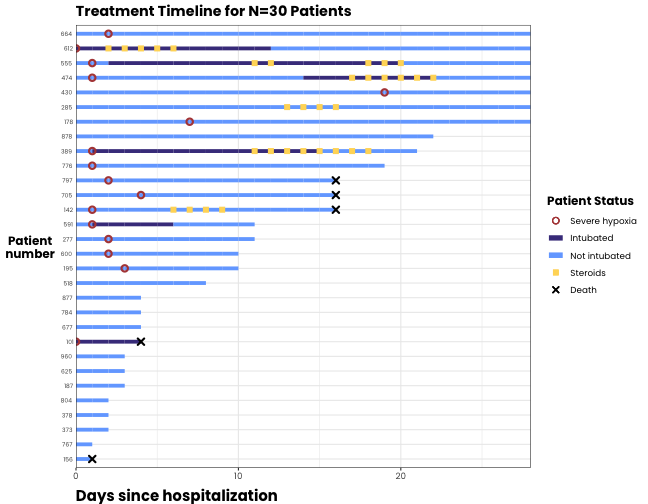 Treatment Timeline for N=30 Patients
664
612
555
474
430
285
178
878
389
776
797
705
142
591
277
600
195
518
877
784
677
101
960
625
187
804
378
373
767
156
Patient
number
0 10 20
Days since hospitalization
Patient Status
Severe hypoxia
Intubated
Not intubated
Steroids
Death